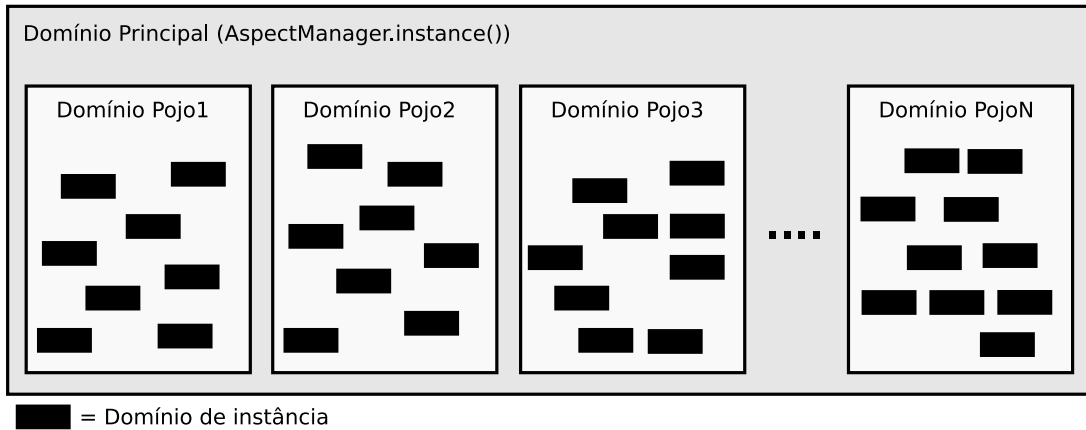 Domínio Principal (AspectManager.instance())
Domínio Pojo1
Domínio Pojo2
Domínio Pojo3
Domínio PojoN
= Domínio de instância